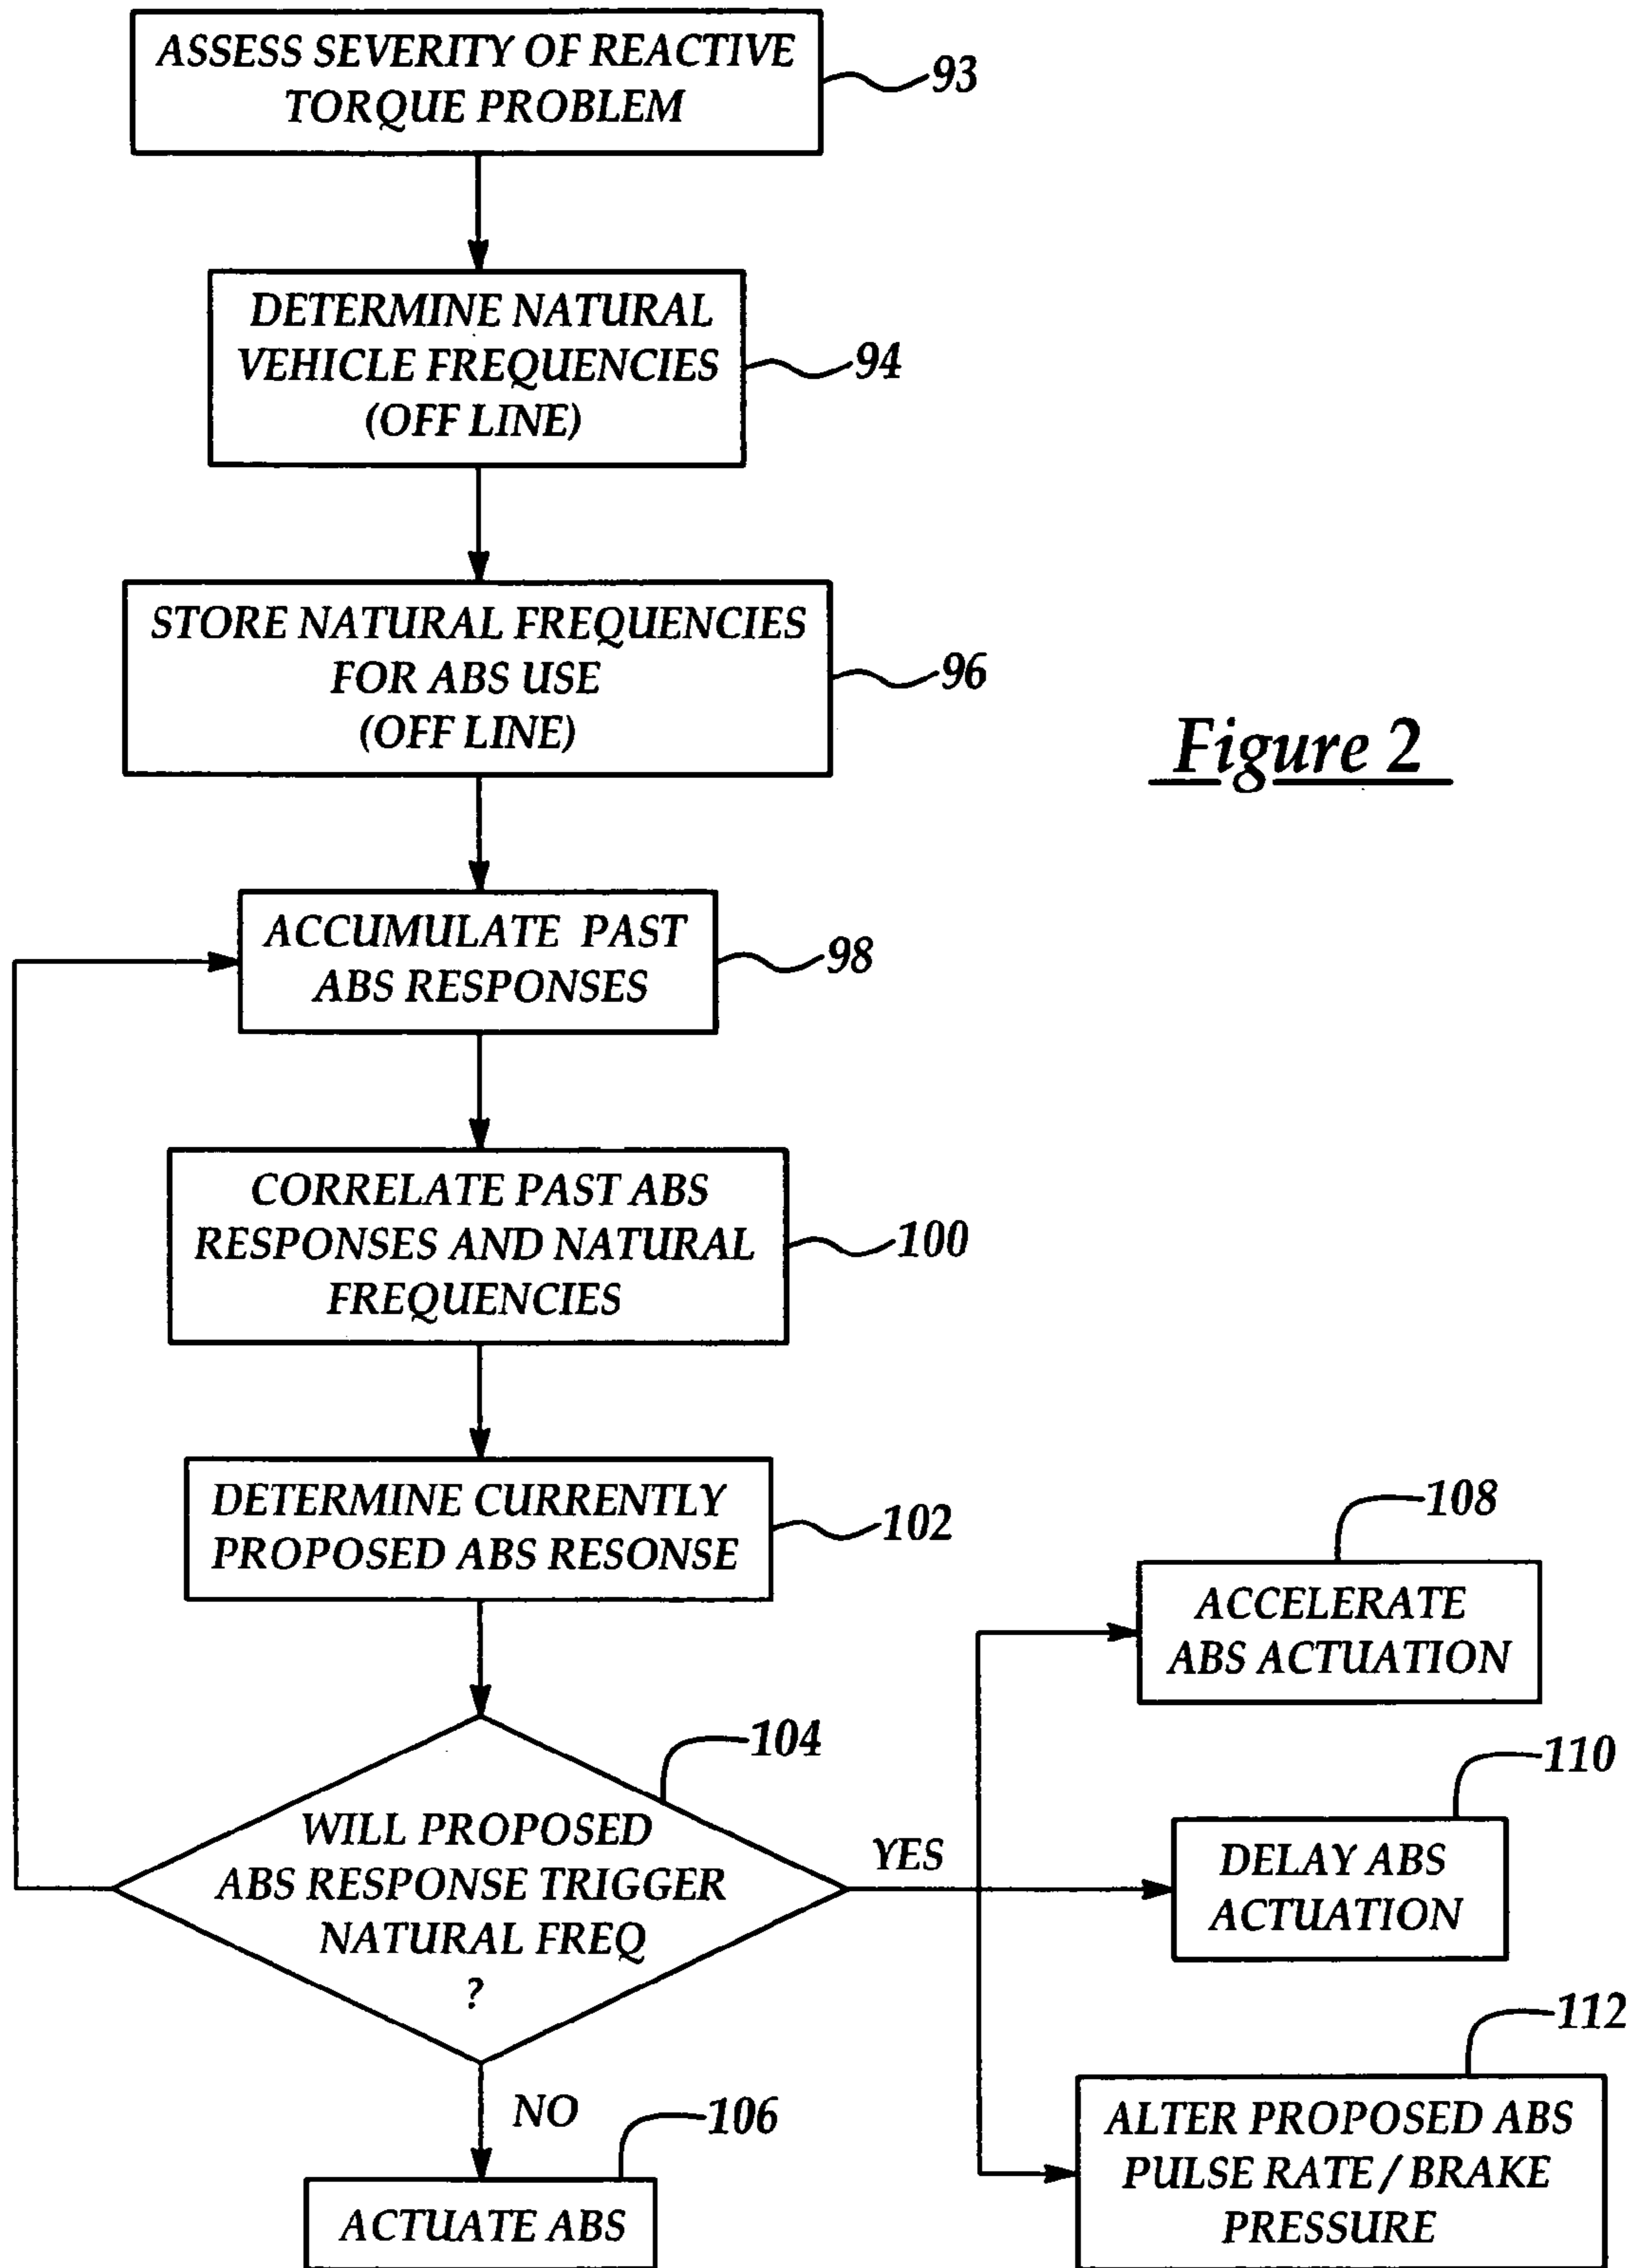 ASSESS SEVERITY OF REACTIVE
TORQUE PROBLEM
93
DETERMINE NATURAL
VEHICLE FREQUENCIES
(OFF LINE)
94
STORE NATURAL FREQUENCIES
FOR ABS USE
(OFF LINE)
96
Figure 2
ACCUMULATE PAST
ABS RESPONSES
98
CORRELATE PAST ABS
RESPONSES AND NATURAL
FREQUENCIES
100
DETERMINE CURRENTLY
PROPOSED ABS RESONSE
102
WILL PROPOSED
ABS RESPONSE TRIGGER
NATURAL FREQ
?
104
YES
NO
ACTUATE ABS
106
108
ACCELERATE
ABS ACTUATION
110
DELAY ABS
ACTUATION
112
ALTER PROPOSED ABS
PULSE RATE / BRAKE
PRESSURE